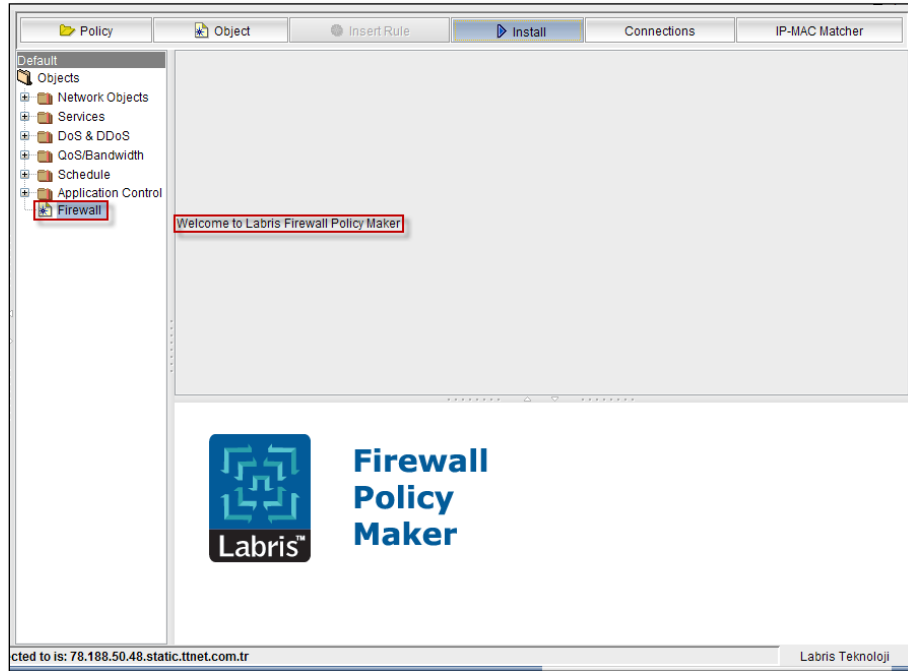 Policy
Object
Insert Rule
Install
Connections
IP-MAC Matcher
Default
Objects
Network Objects
Services
DoS & DDoS
QoS/Bandwidth
Schedule
Application Control
Firewall
Welcome to Labris Firewall Policy Maker
Labris™
Firewall
Policy
Maker
cted to is: 78.188.50.48.static.ttnet.com.tr
Labris Teknoloji